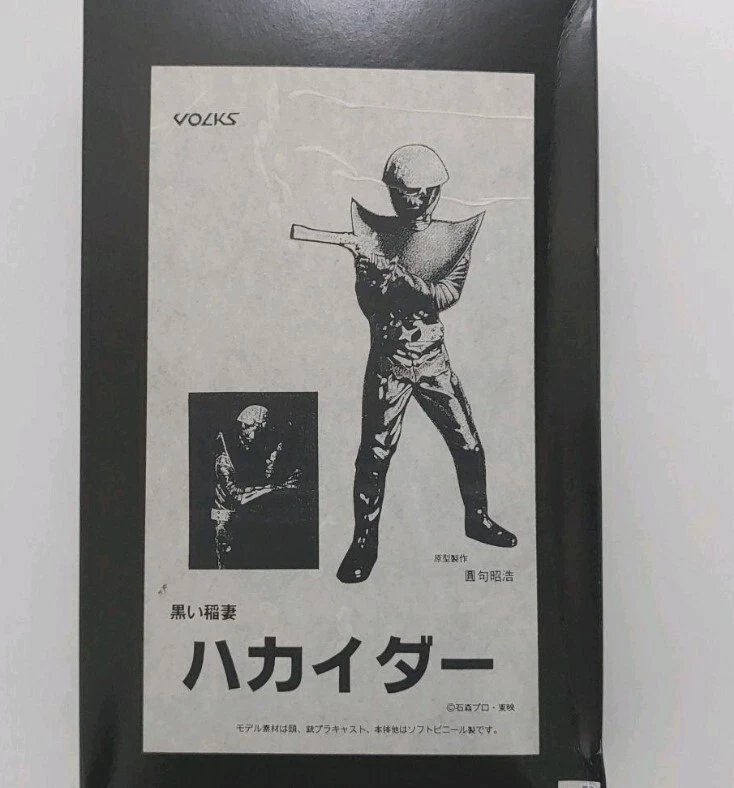 VOLKS
原型製作
圓句昭浩
黒い稲妻
ハカイダー
©石森プロ・東映
モデル素材は頭、銃プラキャスト、本体他はソフトビニール製です。